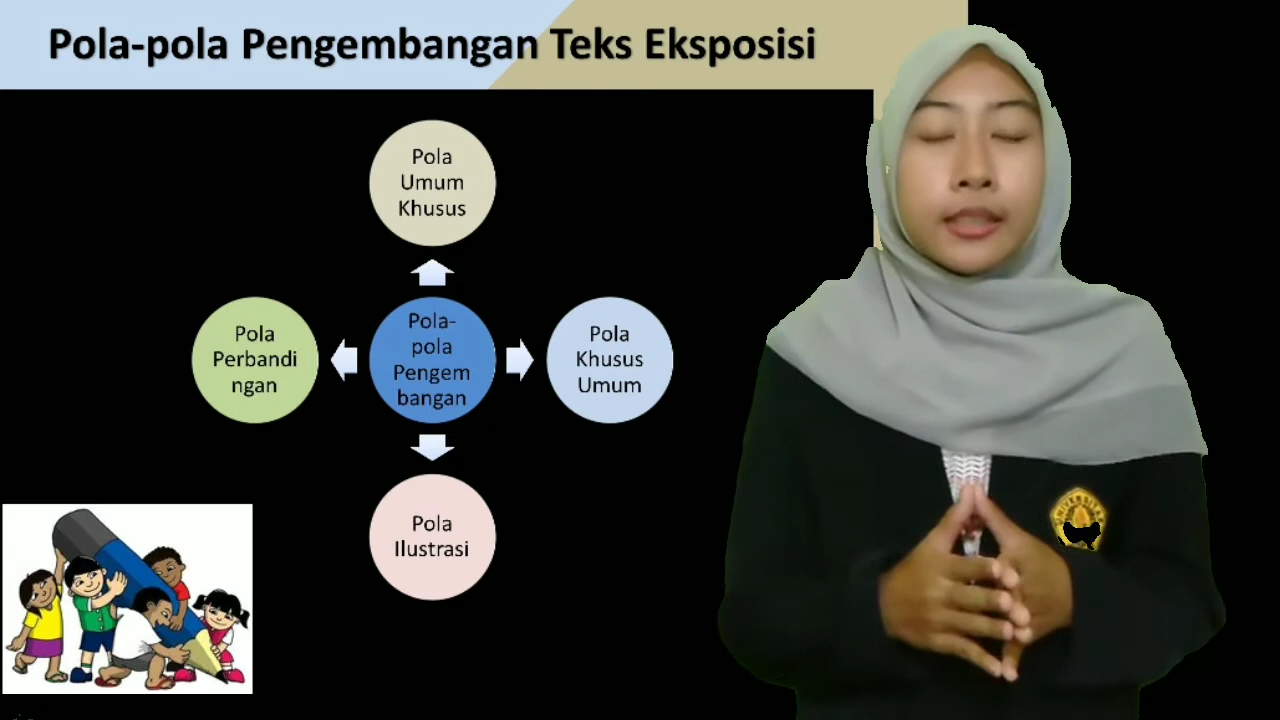 Pola-pola Pengembangan Teks Eksposisi
Pola
Umum
Khusus
Pola
Perbandi
ngan
Pola-
pola
Pengem
bangan
Pola
Khusus
Umum
Pola
Ilustrasi